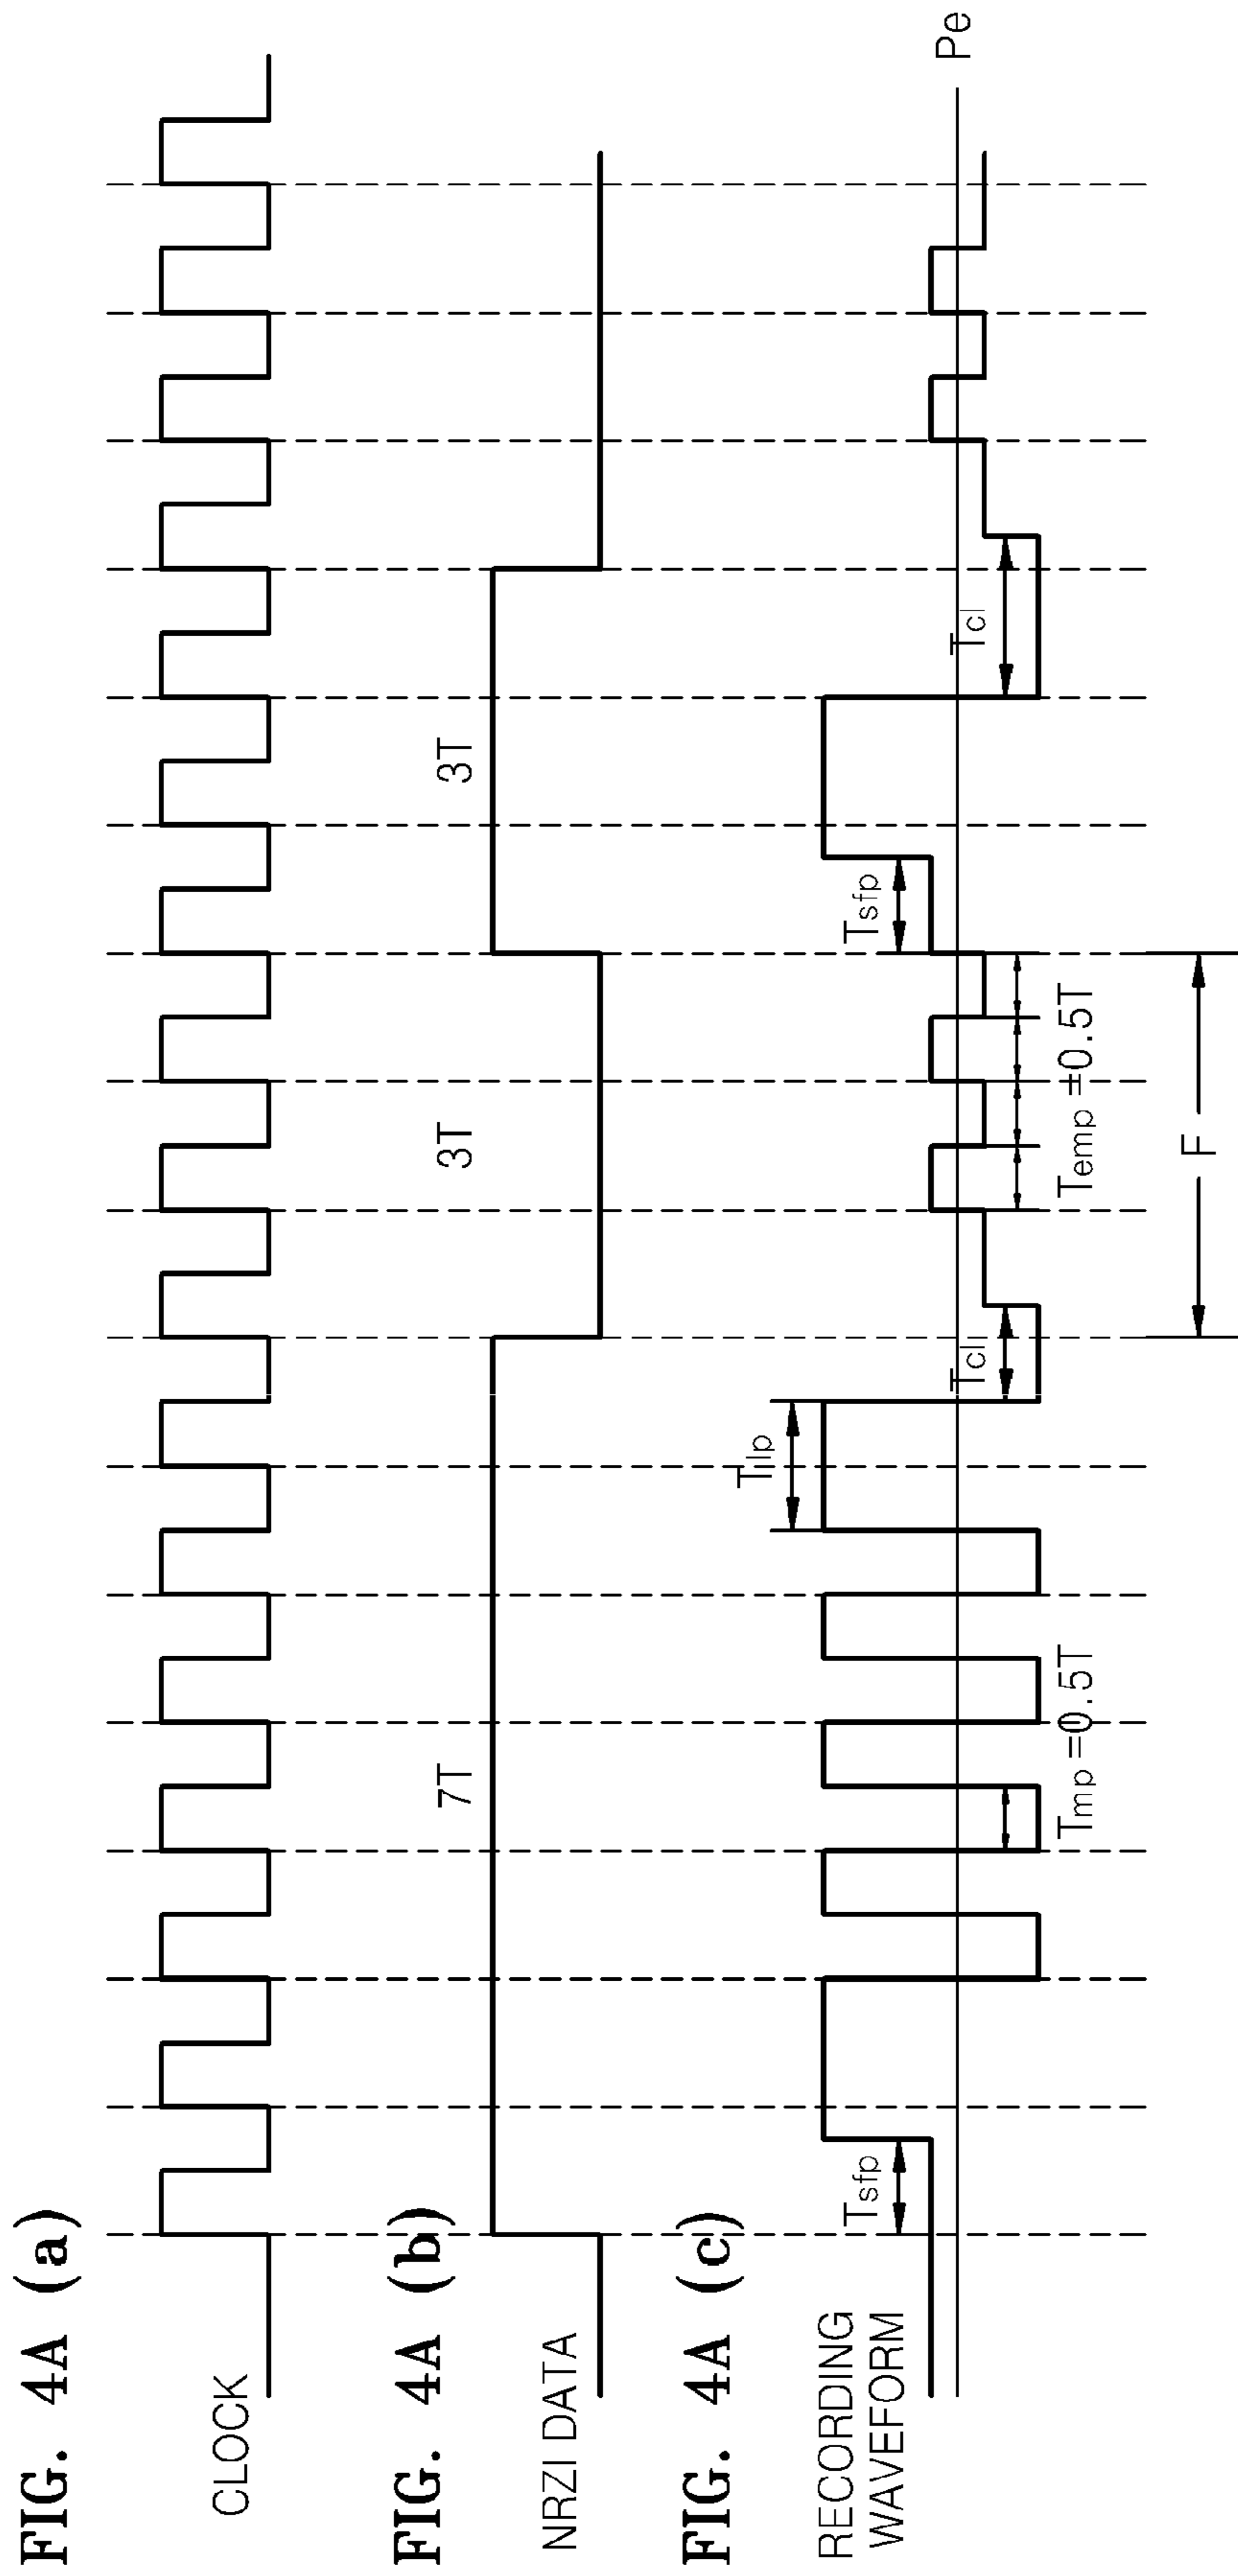 FIG. 4A (a)
CLOCK
FIG. 4A (b)
NRZI DATA
7T
3T
3T
FIG. 4A (c)
RECORDING
WAVEFORM
Tsfp
Tlp
Tsfp
Pe
Tcl
Tcl
Tmp =0.5T
Temp =0.5T
F